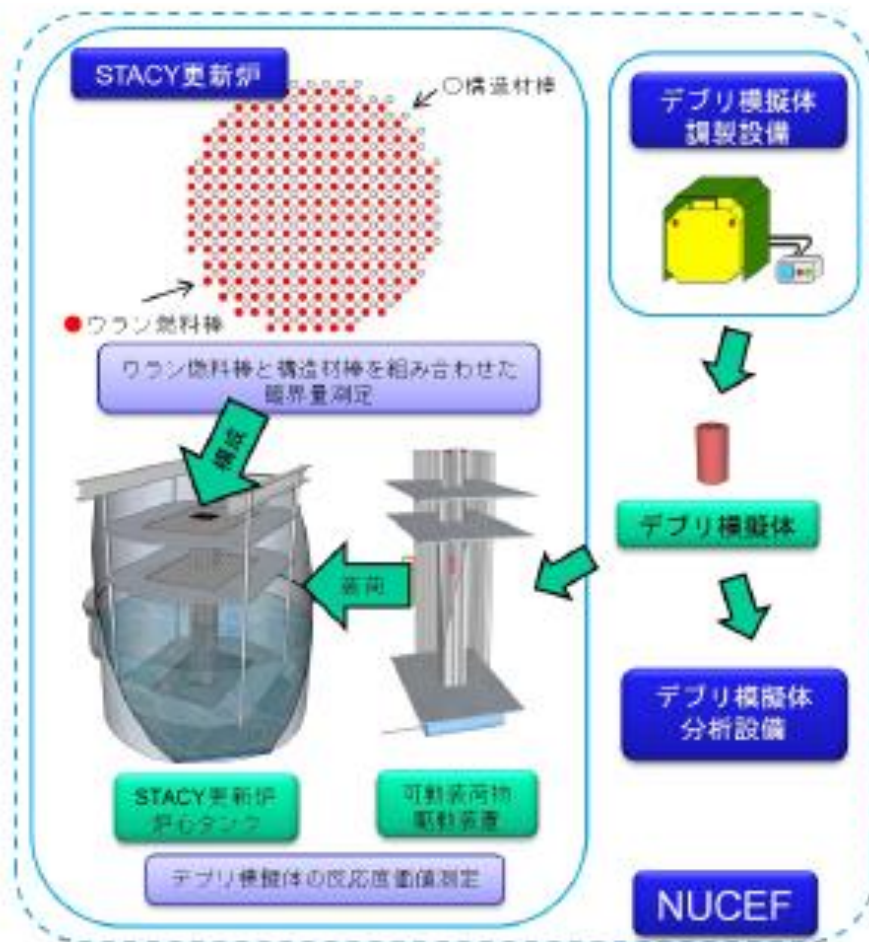 STACY更新炉
○構造材棒
●ウラン燃料棒
ウラン燃料棒と構造材棒を組み合わせた
臨界量測定
構成
装荷
STACY更新炉
炉心タンク
可動装荷物
駆動装置
デブリ模擬体の反応度価値測定
デブリ模擬体
調製設備
デブリ模擬体
デブリ模擬体
分析設備
NUCEF